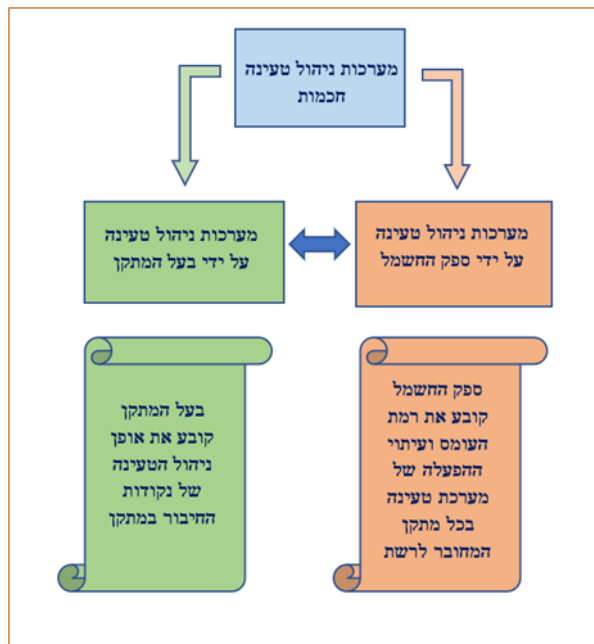 מערכות ניהול טעינה
חכמות
מערכות ניהול טעינה
על ידי ספק החשמל
מערכות ניהול טעינה
על ידי בעל המתקן
ספק החשמל
קובע את רמת
העומס ועיתוי
ההפעלה של
מערכת טעינה
בכל מתקן
המחובר לרשת
בעל המתקן
קובע את אופן
ניהול הטעינה
של נקודות
החיבור במתקן